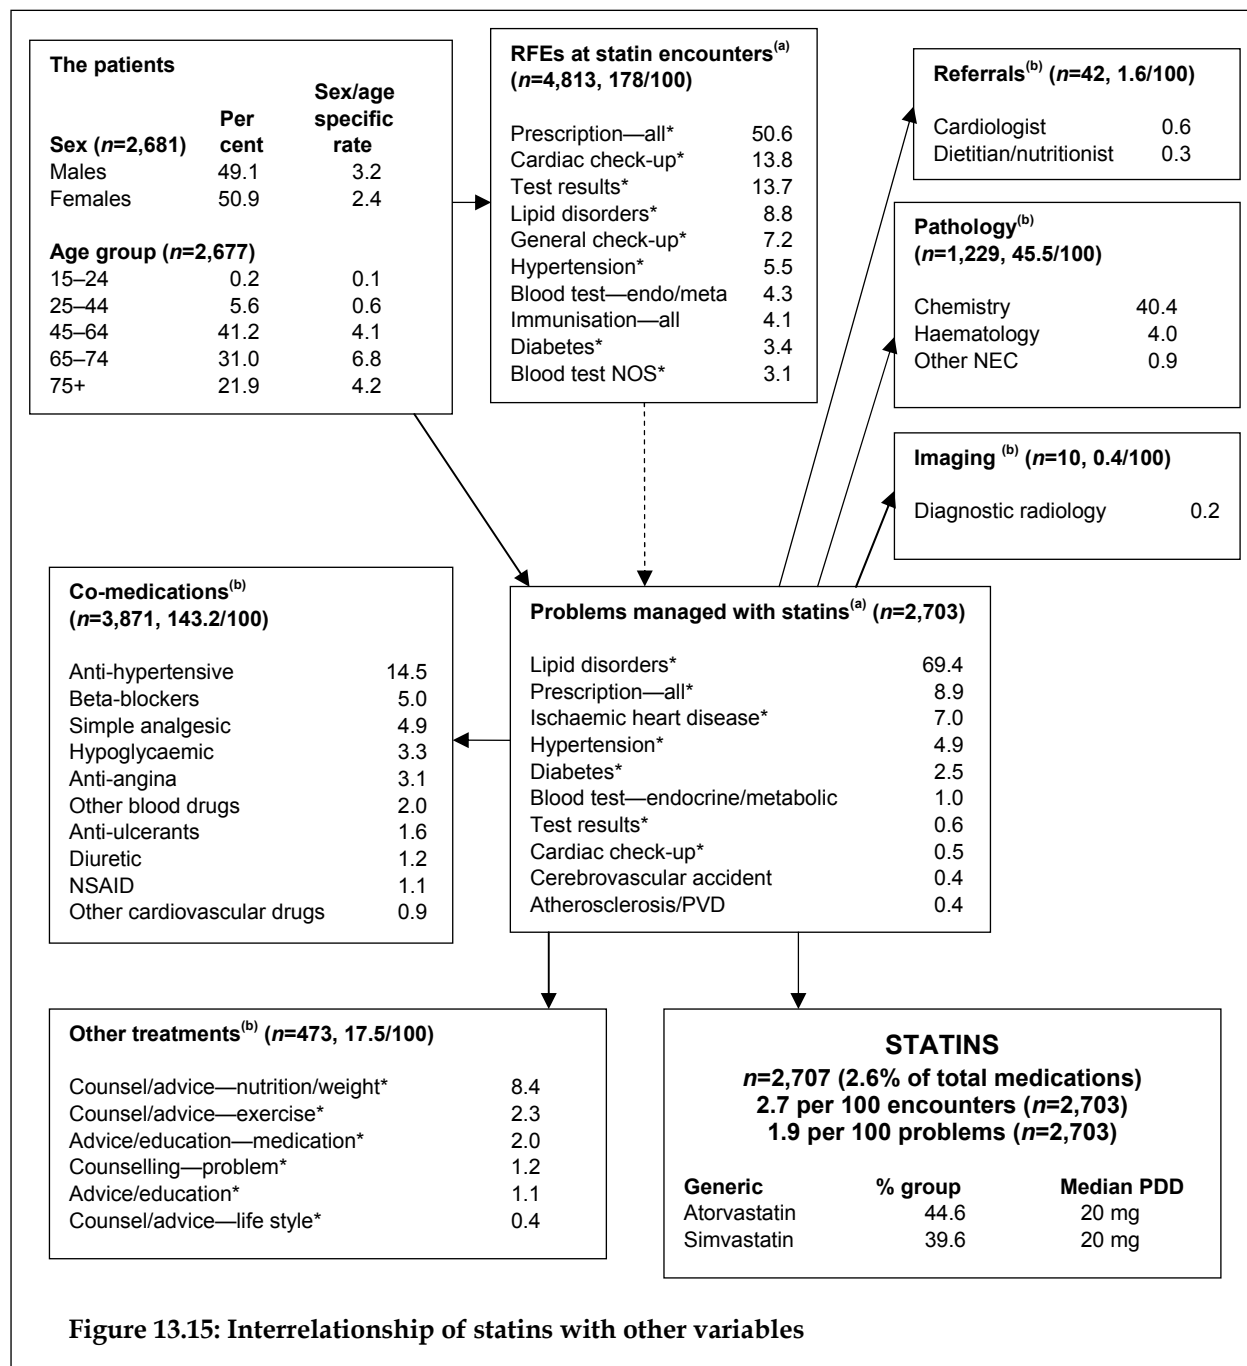 The patients
Sex/age
Per specific
Sex (n=2,681) cent rate
Males 49.1 3.2
Females 50.9 2.4
Age group (n=2,677)
15–24 0.2 0.1
25–44 5.6 0.6
45–64 41.2 4.1
65–74 31.0 6.8
75+ 21.9 4.2
RFEs at statin encounters(a)
(n=4,813, 178/100)
Prescription—all* 50.6
Cardiac check-up* 13.8
Test results* 13.7
Lipid disorders* 8.8
General check-up* 7.2
Hypertension* 5.5
Blood test—endo/meta 4.3
Immunisation—all 4.1
Diabetes* 3.4
Blood test NOS* 3.1
Referrals(b) (n=42, 1.6/100)
Cardiologist 0.6
Dietitian/nutritionist 0.3
Pathology(b)
(n=1,229, 45.5/100)
Chemistry 40.4
Haematology 4.0
Other NEC 0.9
Imaging (b) (n=10, 0.4/100)
Diagnostic radiology 0.2
Co-medications(b)
(n=3,871, 143.2/100)
Anti-hypertensive 14.5
Beta-blockers 5.0
Simple analgesic 4.9
Hypoglycaemic 3.3
Anti-angina 3.1
Other blood drugs 2.0
Anti-ulcerants 1.6
Diuretic 1.2
NSAID 1.1
Other cardiovascular drugs 0.9
Problems managed with statins(a) (n=2,703)
Lipid disorders* 69.4
Prescription—all* 8.9
Ischaemic heart disease* 7.0
Hypertension* 4.9
Diabetes* 2.5
Blood test—endocrine/metabolic 1.0
Test results* 0.6
Cardiac check-up* 0.5
Cerebrovascular accident 0.4
Atherosclerosis/PVD 0.4
Other treatments(b) (n=473, 17.5/100)
Counsel/advice—nutrition/weight* 8.4
Counsel/advice—exercise* 2.3
Advice/education—medication* 2.0
Counselling—problem* 1.2
Advice/education* 1.1
Counsel/advice—life style* 0.4
STATINS
n=2,707 (2.6% of total medications)
2.7 per 100 encounters (n=2,703)
1.9 per 100 problems (n=2,703)
Generic % group Median PDD
Atorvastatin 44.6 20 mg
Simvastatin 39.6 20 mg
Figure 13.15: Interrelationship of statins with other variables